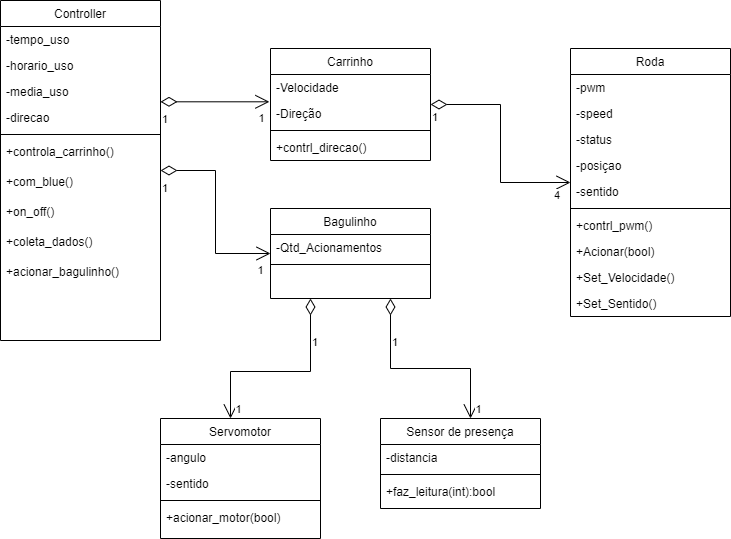 Controller
-tempo_uso
-horario_uso
-media_uso
-direcao
+controla_carrinho()
+com_blue()
+on_off()
+coleta_dados()
+acionar_bagulinho()
1
1
Carrinho
-Velocidade
-Direção
+contrl_direcao()
1
4
Roda
-pwm
-speed
-status
-posiçao
-sentido
+contrl_pwm()
+Acionar(bool)
+Set_Velocidade()
+Set_Sentido()
1
1
Bagulinho
-Qtd_Acionamentos
1
1
1
1
Servomotor
-angulo
-sentido
+acionar_motor(bool)
Sensor de presença
-distancia
+faz_leitura(int):bool